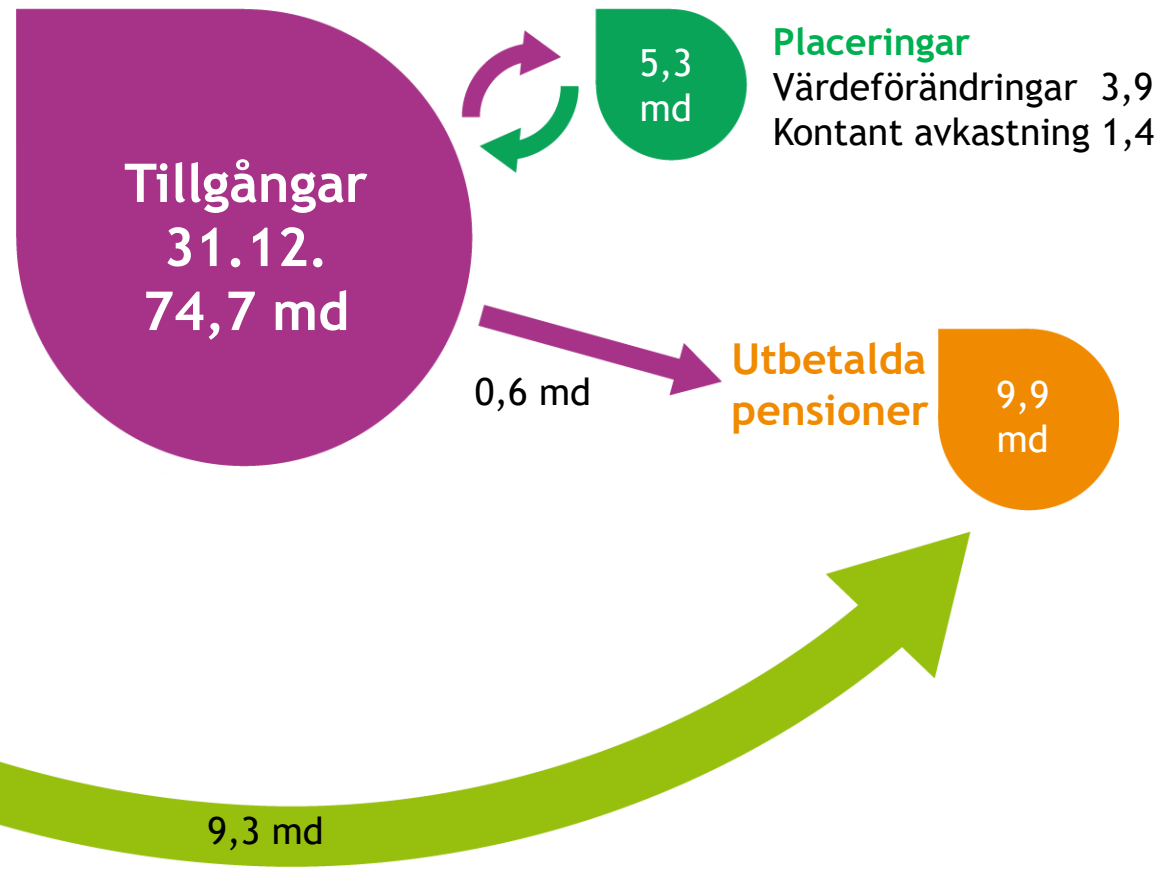 Tillgångar
31.12.
74,7 md
5,3
md
Placeringar
Värdeförändringar 3,9
Kontant avkastning 1,4
0,6 md
Utbetalda
pensioner
9,9
md
9,3 md